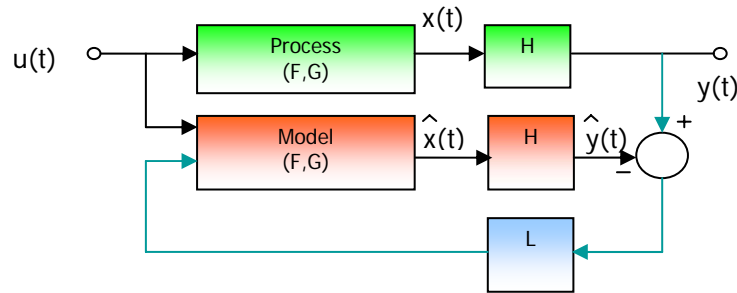 x(t)
Process
(F,G)
H
u(t)
y(t)
+
Model
(F,G)
x̂(t)
H
ŷ(t)
−
L